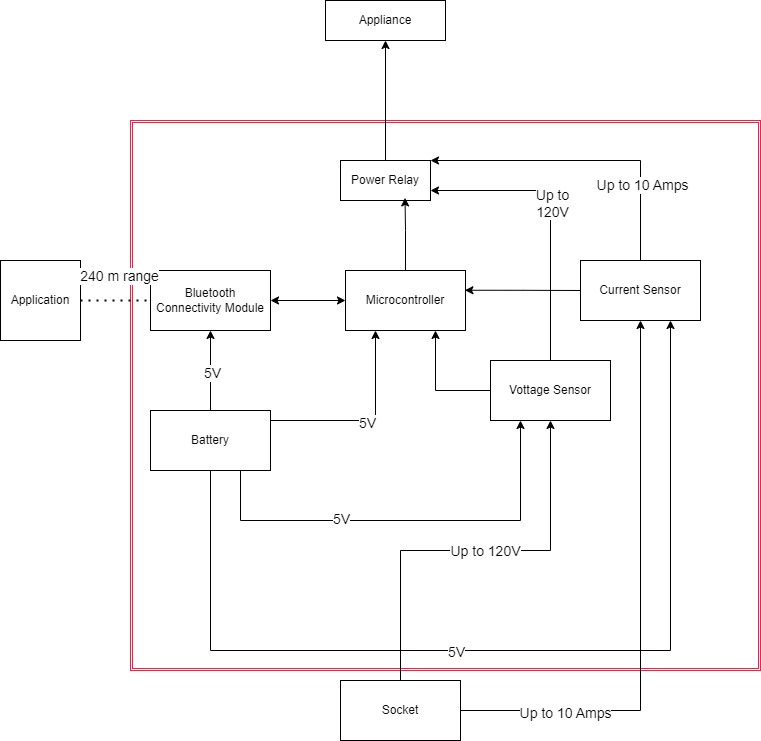 Appliance
Power Relay
Up to 10 Amps
Up to
120V
240 m range
Application
Bluetooth
Connectivity Module
Microcontroller
Current Sensor
5V
Vottage Sensor
5V
Battery
5V
Up to 120V
5V
Socket
Up to 10 Amps